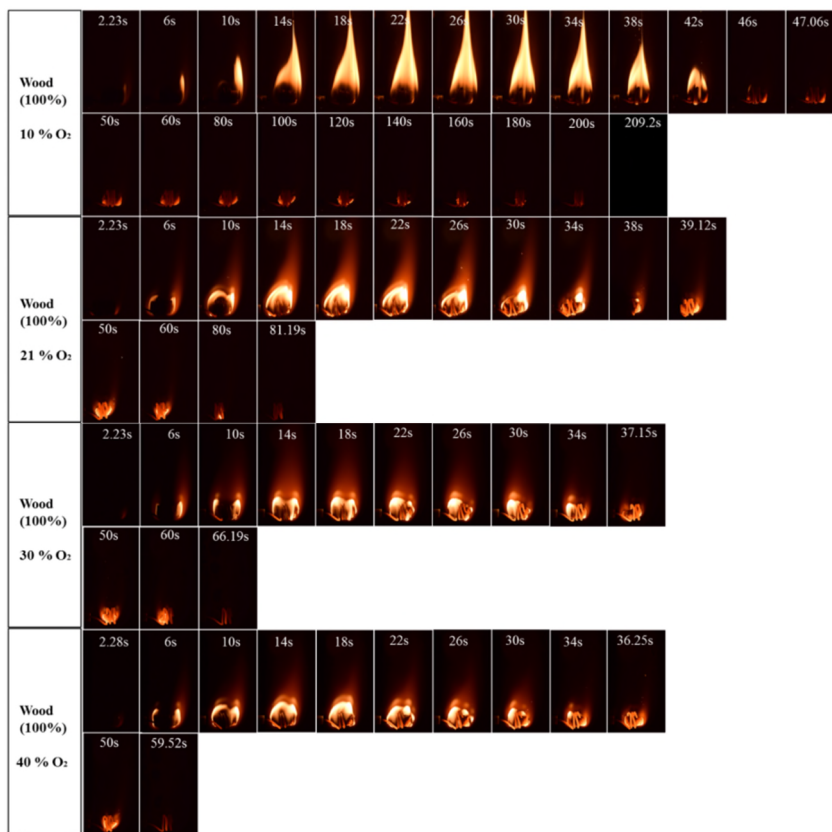 2.23s 6s 10s 14s 18s 22s 26s 30s 34s 38s 42s 46s 47.06s
Wood
(100%)
10 % O₂
50s 60s 80s 100s 120s 140s 160s 180s 200s 209.2s
2.23s 6s 10s 14s 18s 22s 26s 30s 34s 38s 39.12s
Wood
(100%)
21 % O₂
50s 60s 80s 81.19s
2.23s 6s 10s 14s 18s 22s 26s 30s 34s 37.15s
Wood
(100%)
30 % O₂
50s 60s 66.19s
2.28s 6s 10s 14s 18s 22s 26s 30s 34s 36.25s
Wood
(100%)
40 % O₂
50s 59.52s